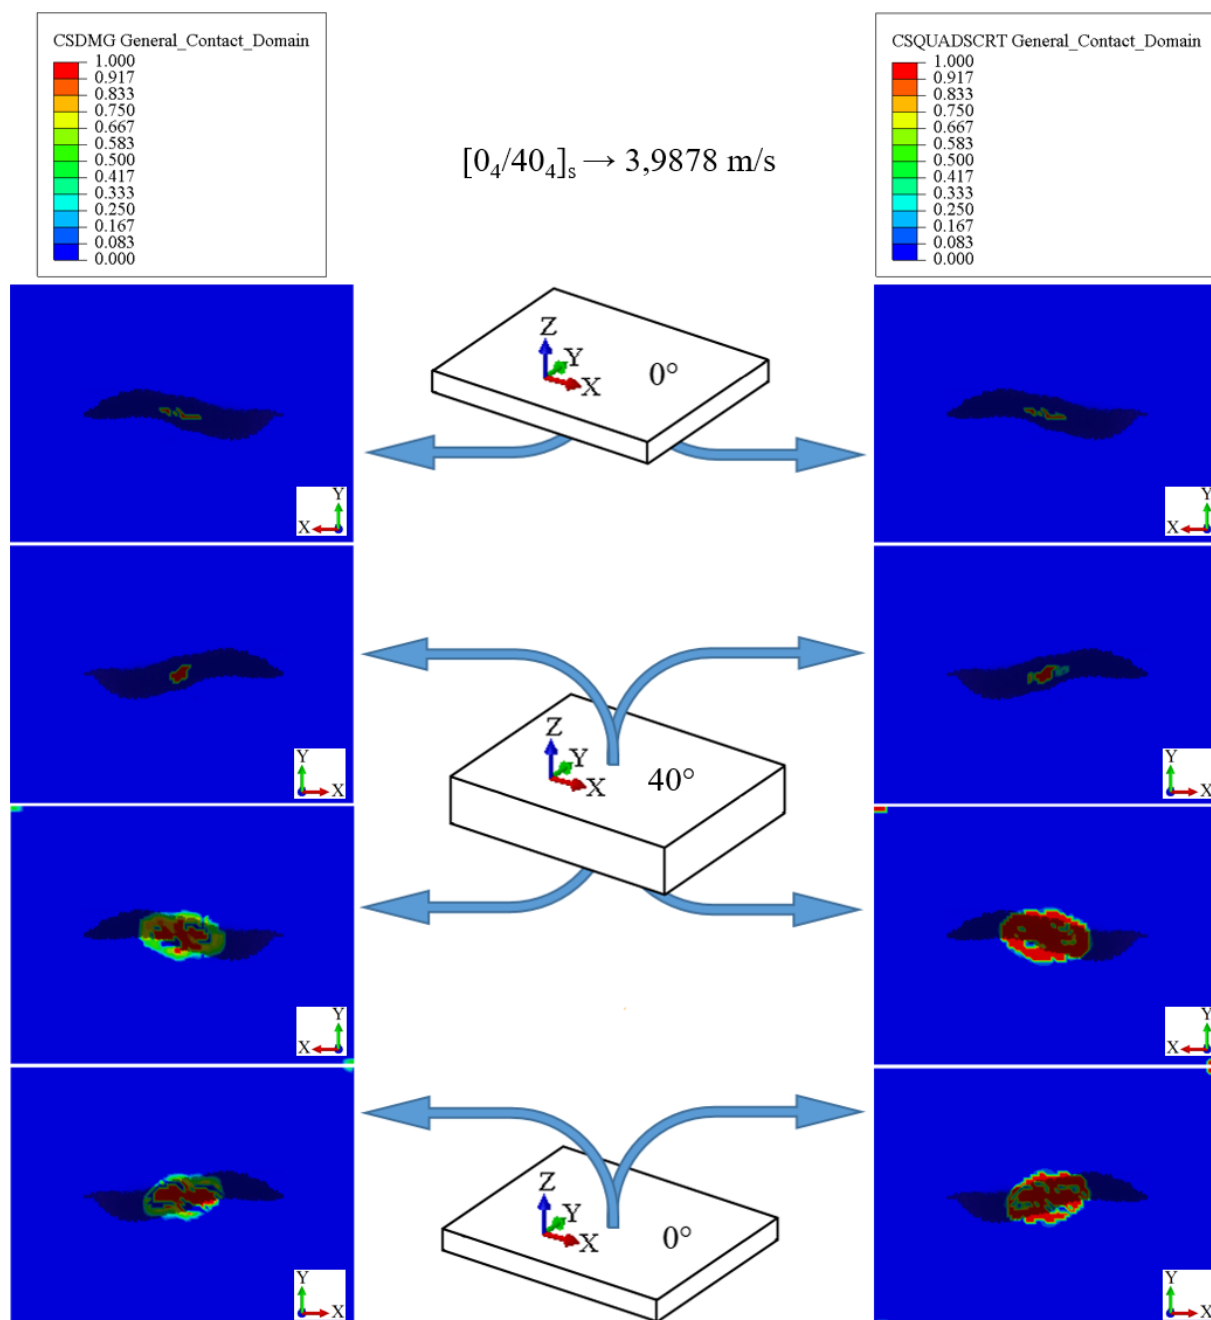 CSDMG General_Contact_Domain
1.000
0.917
0.833
0.750
0.667
0.583
0.500
0.417
0.333
0.250
0.167
0.083
0.000
[0₄/40₄]ₛ → 3,9878 m/s
CSQUADSCRT General_Contact_Domain
1.000
0.917
0.833
0.750
0.667
0.583
0.500
0.417
0.333
0.250
0.167
0.083
0.000
Z
Y
X
0°
Y
X
Y
X
Z
Y
X
40°
Y
X
Y
X
Y
X
Y
X
Z
Y
X
0°
Y
X
Y
X